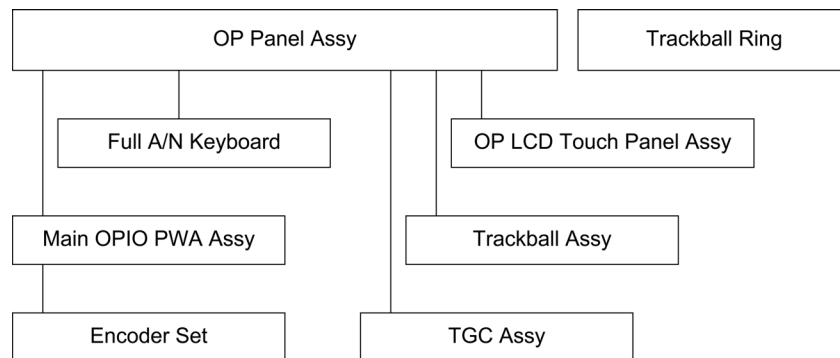 OP Panel Assy
Trackball Ring
Full A/N Keyboard
OP LCD Touch Panel Assy
Main OPIO PWA Assy
Trackball Assy
Encoder Set
TGC Assy